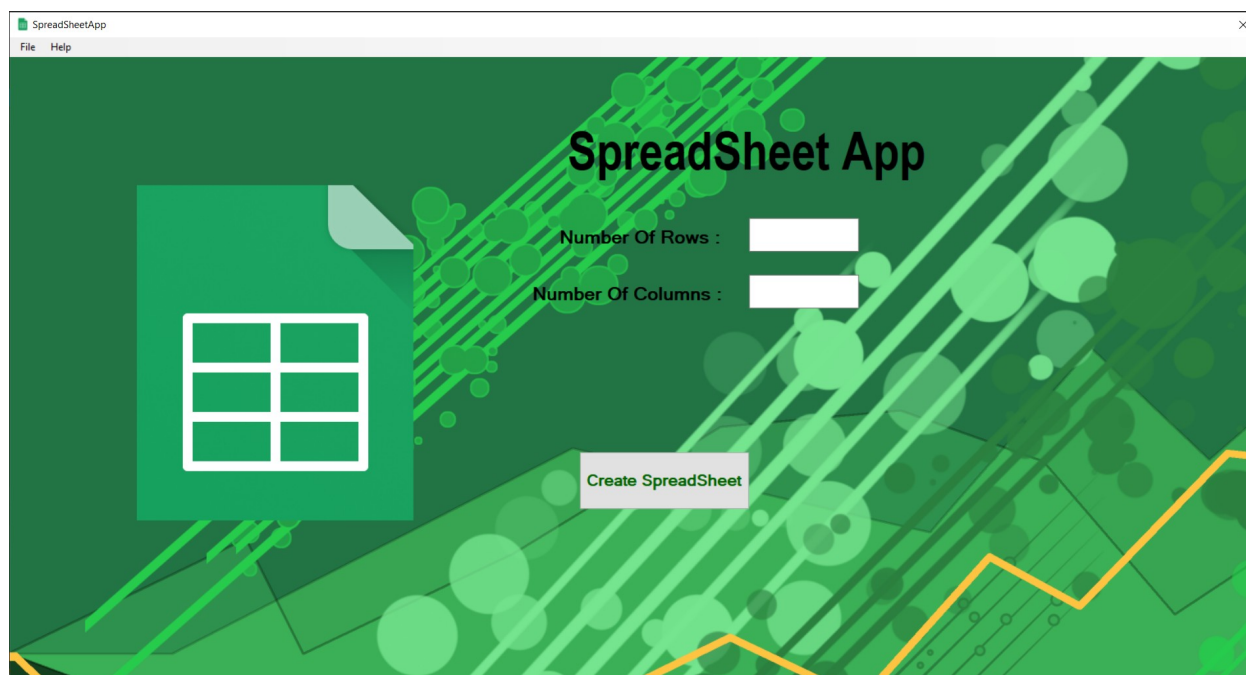 SpreadSheetApp
File Help
SpreadSheet App
Number Of Rows :
Number Of Columns :
Create SpreadSheet